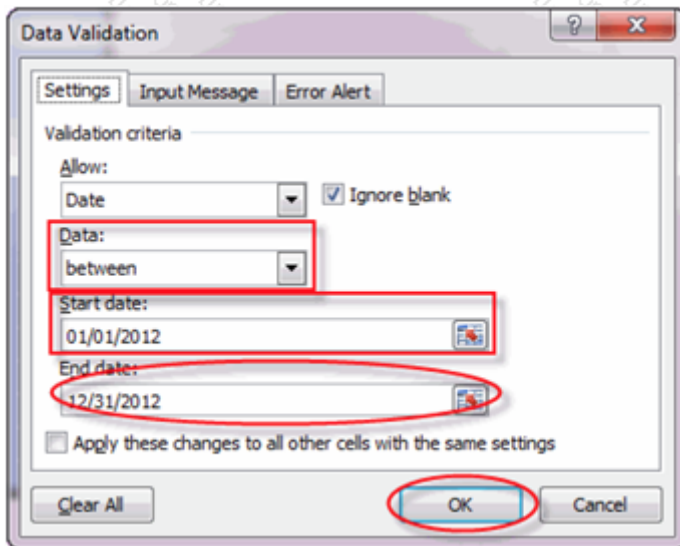 Data Validation
Settings Input Message Error Alert
Validation criteria
Allow:
Date Ignore blank
Data:
between
Start date:
01/01/2012
End date:
12/31/2012
Apply these changes to all other cells with the same settings
Clear All OK Cancel